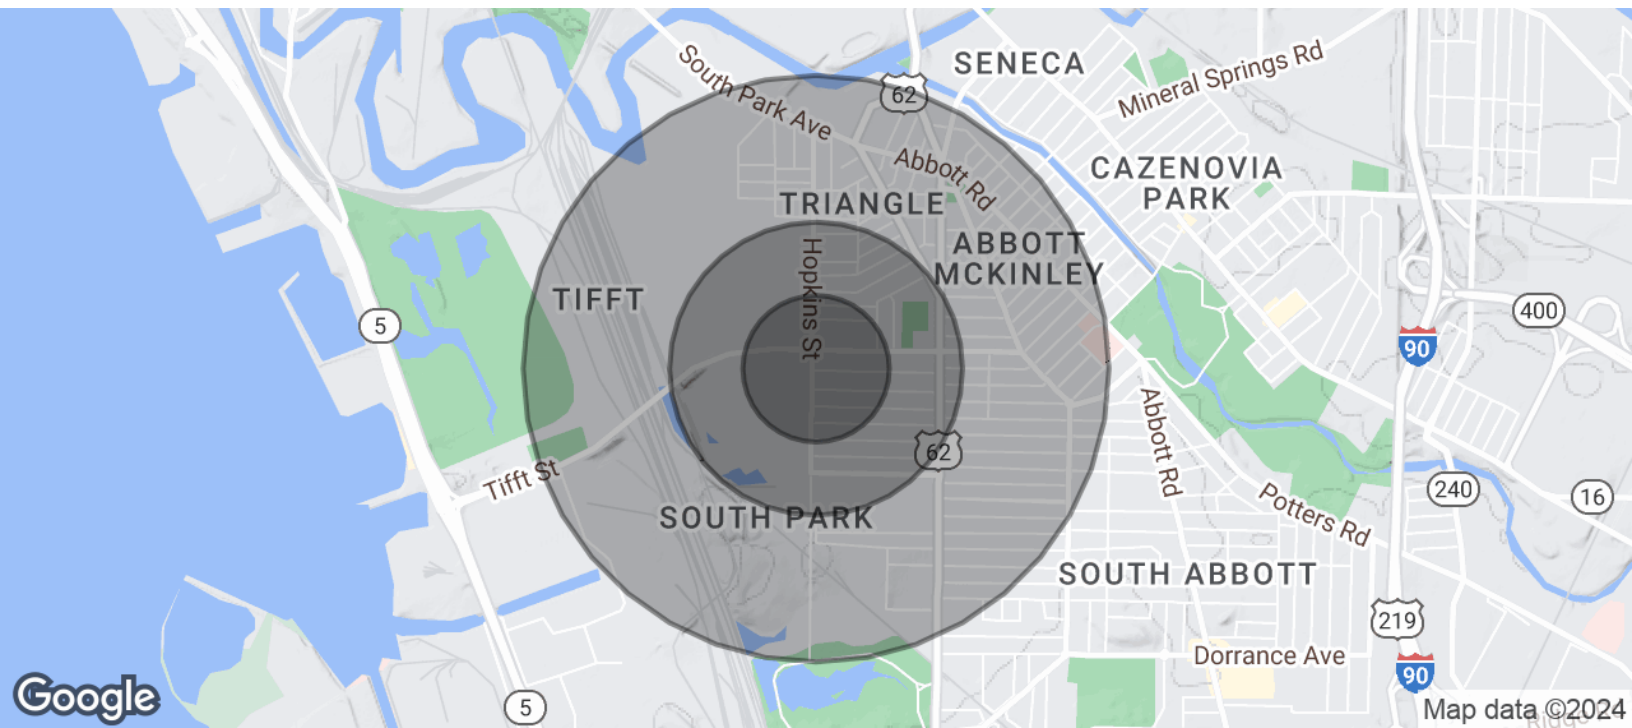 SENECA
Mineral Springs Rd
South Park Ave
62
Abbott Rd
CAZENOVIA
PARK
TRIANGLE
Hopkins St
ABBOTT
MCKINLEY
TIFFT
5
400
90
62
Abbott Rd
Tifft St
240
16
Potters Rd
SOUTH PARK
SOUTH ABBOTT
219
Dorrance Ave
90
5
Google
Map data ©2024